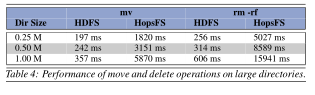 mv rm -rf
Dir Size HDFS HopsFS HDFS HopsFS
0.25 M 197 ms 1820 ms 256 ms 5027 ms
0.50 M 242 ms 3151 ms 314 ms 8589 ms
1.00 M 357 ms 5870 ms 606 ms 15941 ms
Table 4: Performance of move and delete operations on large directories.